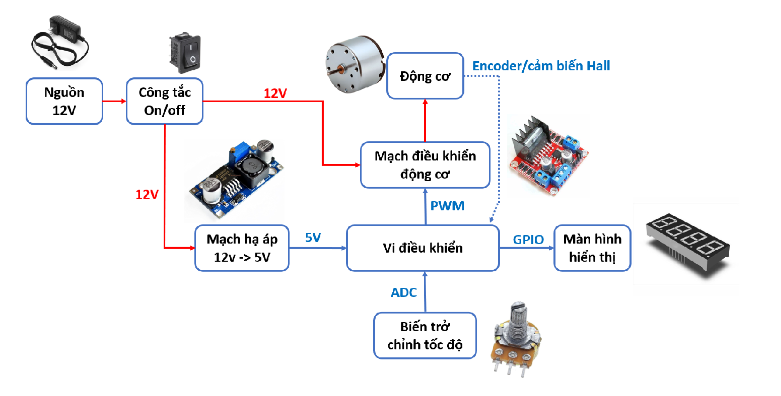 Nguồn
12V
Công tắc
On/off
12V
Động cơ
Encoder/cảm biến Hall
12V
Mạch điều khiển
động cơ
PWM
Mạch hạ áp
12v -> 5V
5V
Vi điều khiển
GPIO
Màn hình
hiển thị
ADC
Biến trở
chỉnh tốc độ